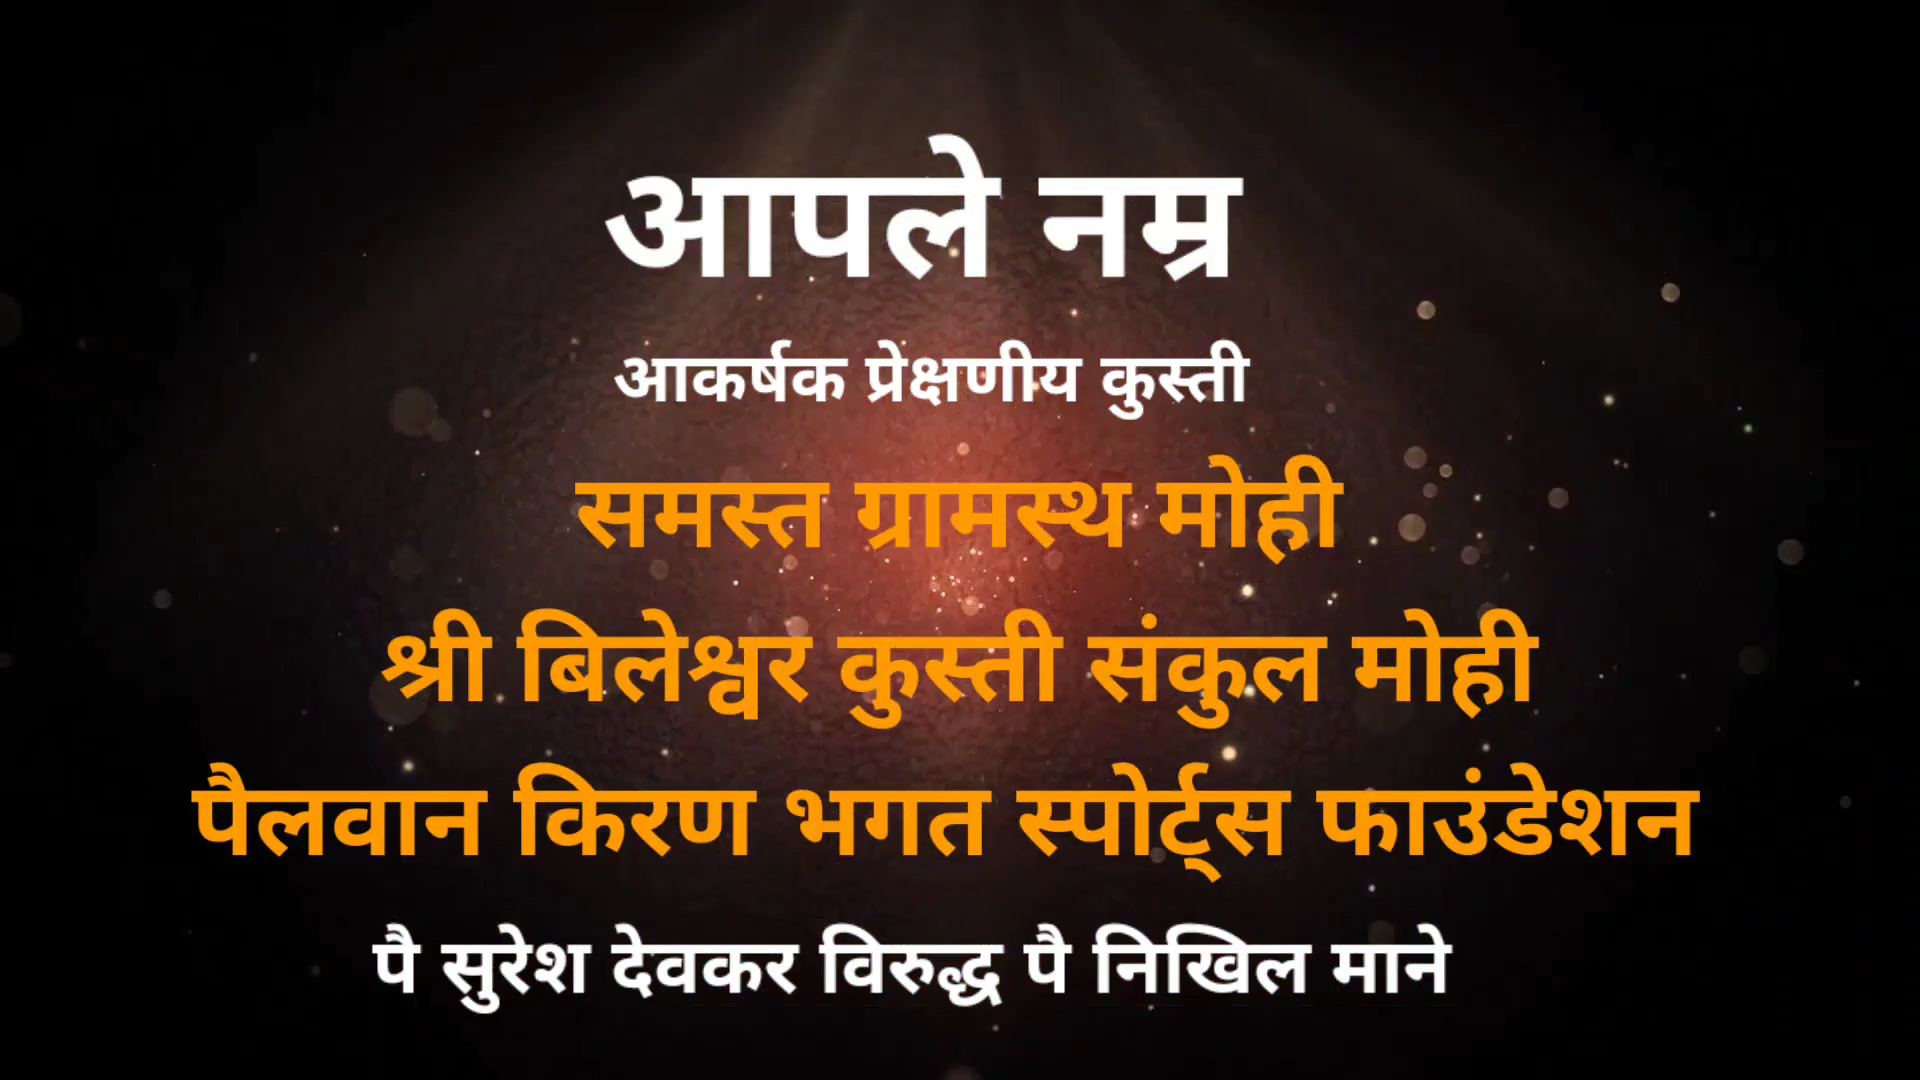 आपले नम्र
आकर्षक प्रेक्षणीय कुस्ती
समस्त ग्रामस्थ मोही
श्री बिलेश्वर कुस्ती संकुल मोही
पैलवान किरण भगत स्पोर्ट्स फाउंडेशन
पै सुरेश देवकर विरुद्ध पै निखिल माने